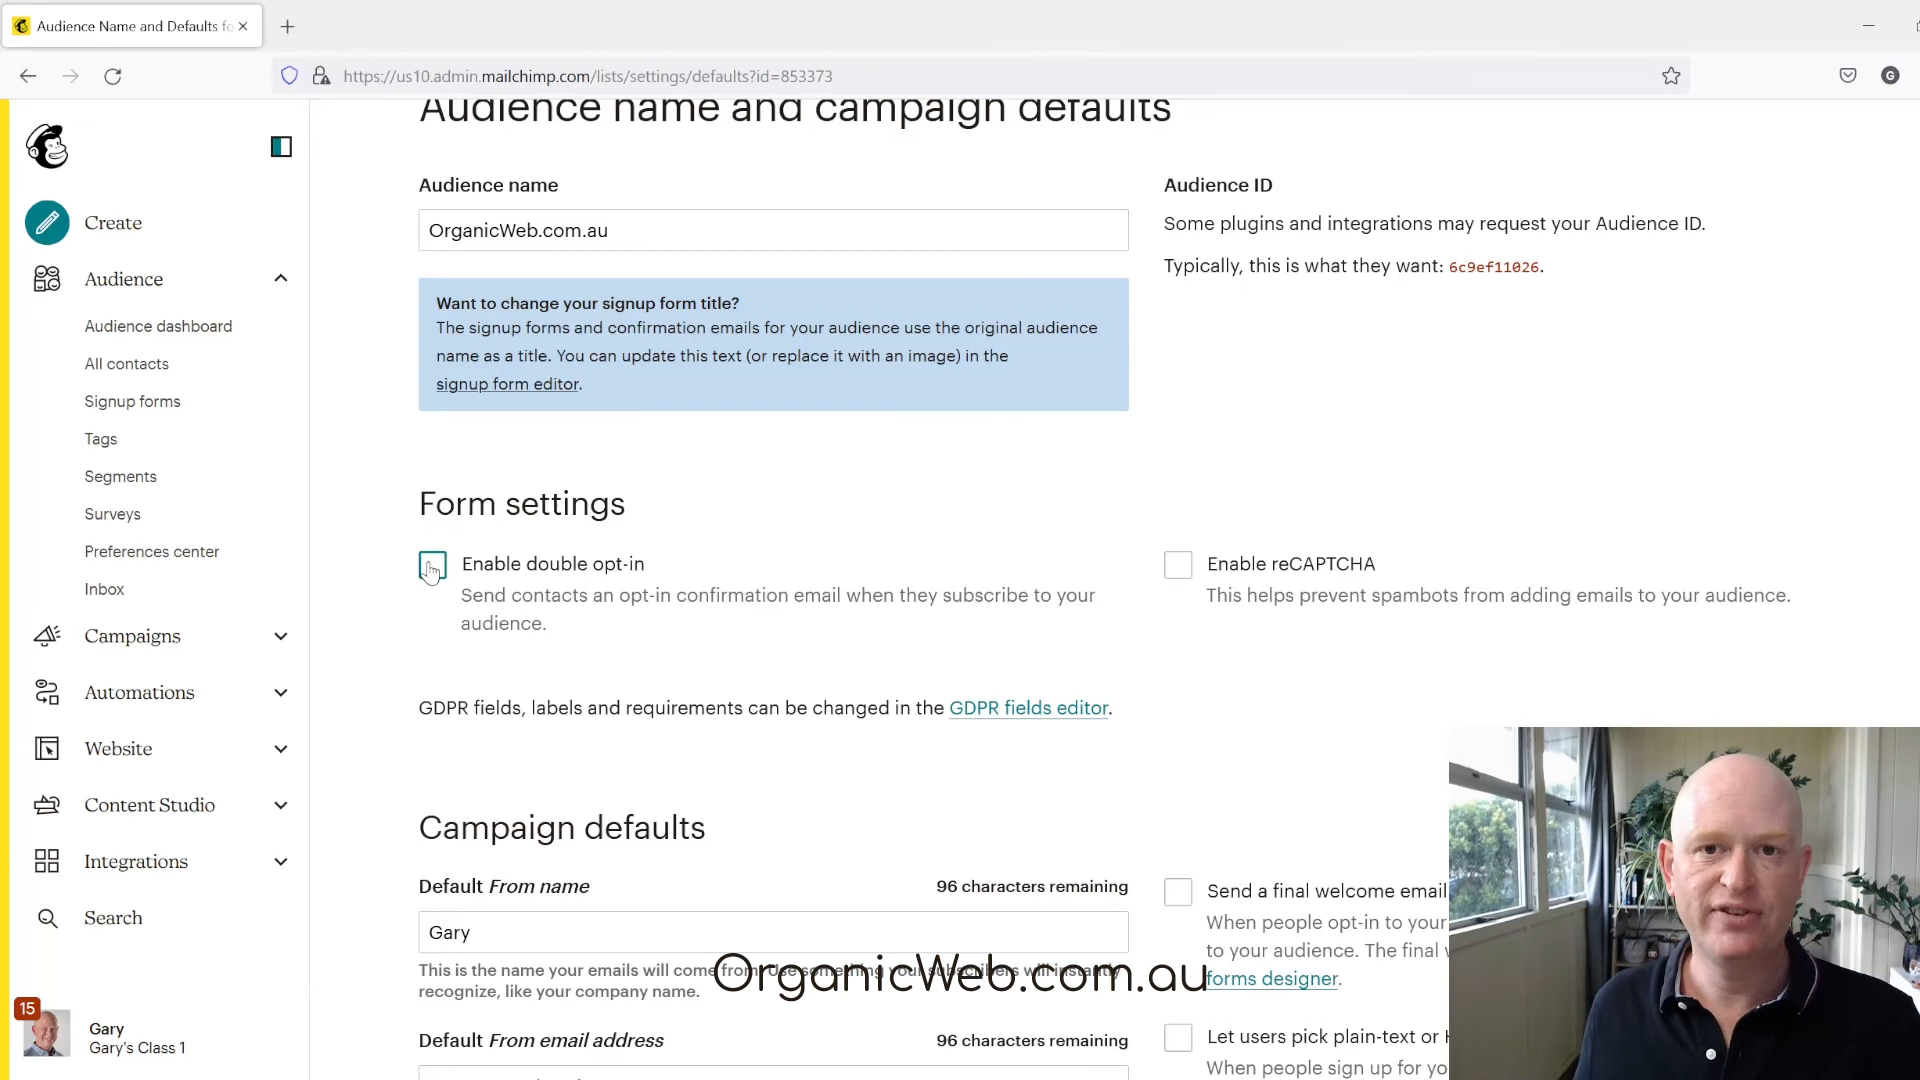 Audience Name and Defaults fo
https://us10.admin.mailchimp.com/lists/settings/defaults?id=853373
G
Audience name and campaign defaults
Create
Audience
Audience dashboard
All contacts
Signup forms
Tags
Segments
Surveys
Preferences center
Inbox
Campaigns
Automations
Website
Content Studio
Integrations
Search
15
Gary
Gary's Class 1
Audience name
OrganicWeb.com.au
Want to change your signup form title?
The signup forms and confirmation emails for your audience use the original audience
name as a title. You can update this text (or replace it with an image) in the
signup form editor.
Audience ID
Some plugins and integrations may request your Audience ID.
Typically, this is what they want: 6c9ef11026.
Form settings
Enable double opt-in
Send contacts an opt-in confirmation email when they subscribe to your
audience.
Enable reCAPTCHA
This helps prevent spambots from adding emails to your audience.
GDPR fields, labels and requirements can be changed in the GDPR fields editor.
Campaign defaults
Default From name
96 characters remaining
Gary
This is the name your emails will come from. Use something your subscribers will instantly
recognize, like your company name.
Default From email address
96 characters remaining
Send a final welcome email
When people opt-in to your
to your audience. The final
forms designer.
Let users pick plain-text or
When people sign up for yo
OrganicWeb.com.au